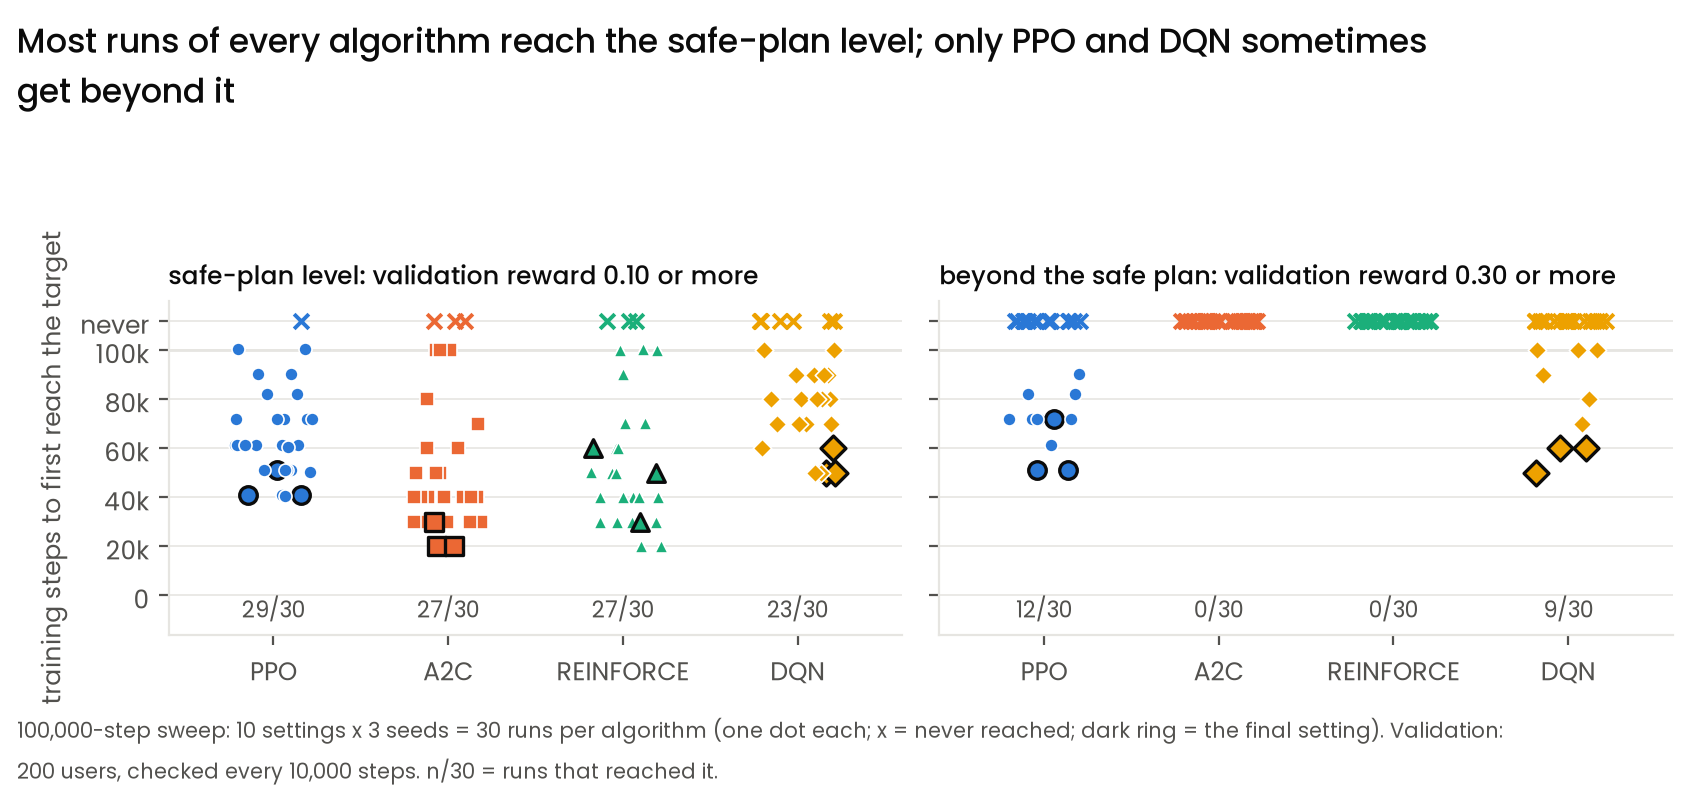 Most runs of every algorithm reach the safe-plan level; only PPO and DQN sometimes
get beyond it
training steps to first reach the target
safe-plan level: validation reward 0.10 or more
never
100k
80k
60k
40k
20k
0
29/30
27/30
27/30
23/30
PPO
A2C
REINFORCE
DQN
beyond the safe plan: validation reward 0.30 or more
12/30
0/30
0/30
9/30
PPO
A2C
REINFORCE
DQN
100,000-step sweep: 10 settings x 3 seeds = 30 runs per algorithm (one dot each; x = never reached; dark ring = the final setting). Validation:
200 users, checked every 10,000 steps. n/30 = runs that reached it.